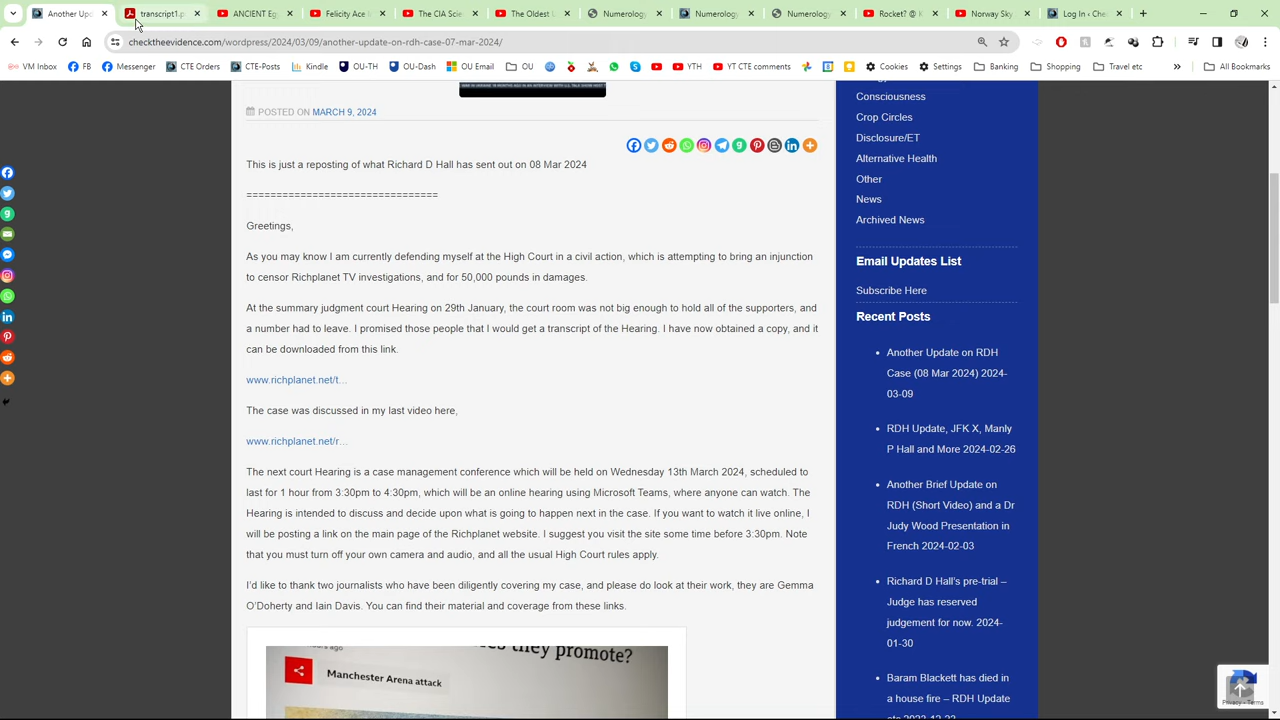 Another Upd
transcript1.p
ANCIENT Eg
Felicity Ace
The CIA Scie
The Oldest L
Numerology
Numerology
Numerology
Rocket? @ K
Norway Sky
Log In ‹ Che
checktheevidence.com/wordpress/2024/03/09/another-update-on-rdh-case-07-mar-2024/
VM Inbox
FB
Messenger
CTE Orders
CTE-Posts
Kindle
OU-TH
OU-Dash
OU Email
OU
YTH
YT CTE comments
Cookies
Settings
Banking
Shopping
Travel etc
All Bookmarks
POSTED ON MARCH 9, 2024
This is just a reposting of what Richard D Hall has sent out on 08 Mar 2024
===============================
Greetings,
As you may know I am currently defending myself at the High Court in a civil action, which is attempting to bring an injunction
to censor Richplanet TV investigations, and for 50,000 pounds in damages.
At the summary judgment court Hearing on 29th January, the court room was not big enough to hold all of the supporters, and
a number had to leave. I promised those people that I would get a transcript of the Hearing. I have now obtained a copy, and it
can be downloaded from this link.
www.richplanet.net/t...
The case was discussed in my last video here,
www.richplanet.net/r...
The next court Hearing is a case management conference which will be held on Wednesday 13th March 2024, scheduled to
last for 1 hour from 3:30pm to 4:30pm, which will be an online hearing using Microsoft Teams, where anyone can watch. The
Hearing is intended to discuss and decide upon what is going to happen next in the case. If you want to watch it live online, I
will be posting a link on the main page of the Richplanet website. I suggest you visit the site some time before 3:30pm. Note
that you must turn off your own camera and audio, and all the usual High Court rules apply.
I'd like to thank two journalists who have been diligently covering my case, and please do look at their work, they are Gemma
O'Doherty and Iain Davis. You can find their material and coverage from these links.
they promote?
Manchester Arena attack
Consciousness
Crop Circles
Disclosure/ET
Alternative Health
Other
News
Archived News
Email Updates List
Subscribe Here
Recent Posts
Another Update on RDH
Case (08 Mar 2024) 2024-
03-09
RDH Update, JFK X, Manly
P Hall and More 2024-02-26
Another Brief Update on
RDH (Short Video) and a Dr
Judy Wood Presentation in
French 2024-02-03
Richard D Hall's pre-trial –
Judge has reserved
judgement for now. 2024-
01-30
Baram Blackett has died in
a house fire – RDH Update
etc 2023-12-23
Privacy - Terms